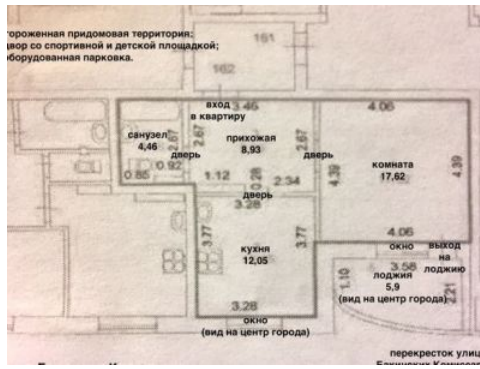 гороженная придомовая территория:
двор со спортивной и детской площадкой;
оборудованная парковка.
161
162
вход
в квартиру
3.46
4.06
санузел
4,46
2.67
2.67
прихожая
8,93
2.67
дверь
дверь
комната
17,62
4.39
4.39
0.85
0.92
1.12
0.28
2.34
дверь
3.28
3.77
3.77
кухня
12,05
4.06
окно
выход
на
лоджию
3.58
лоджия
5,9
(вид на центр города)
1.10
2.21
3.28
окно
(вид на центр города)
перекресток улиц